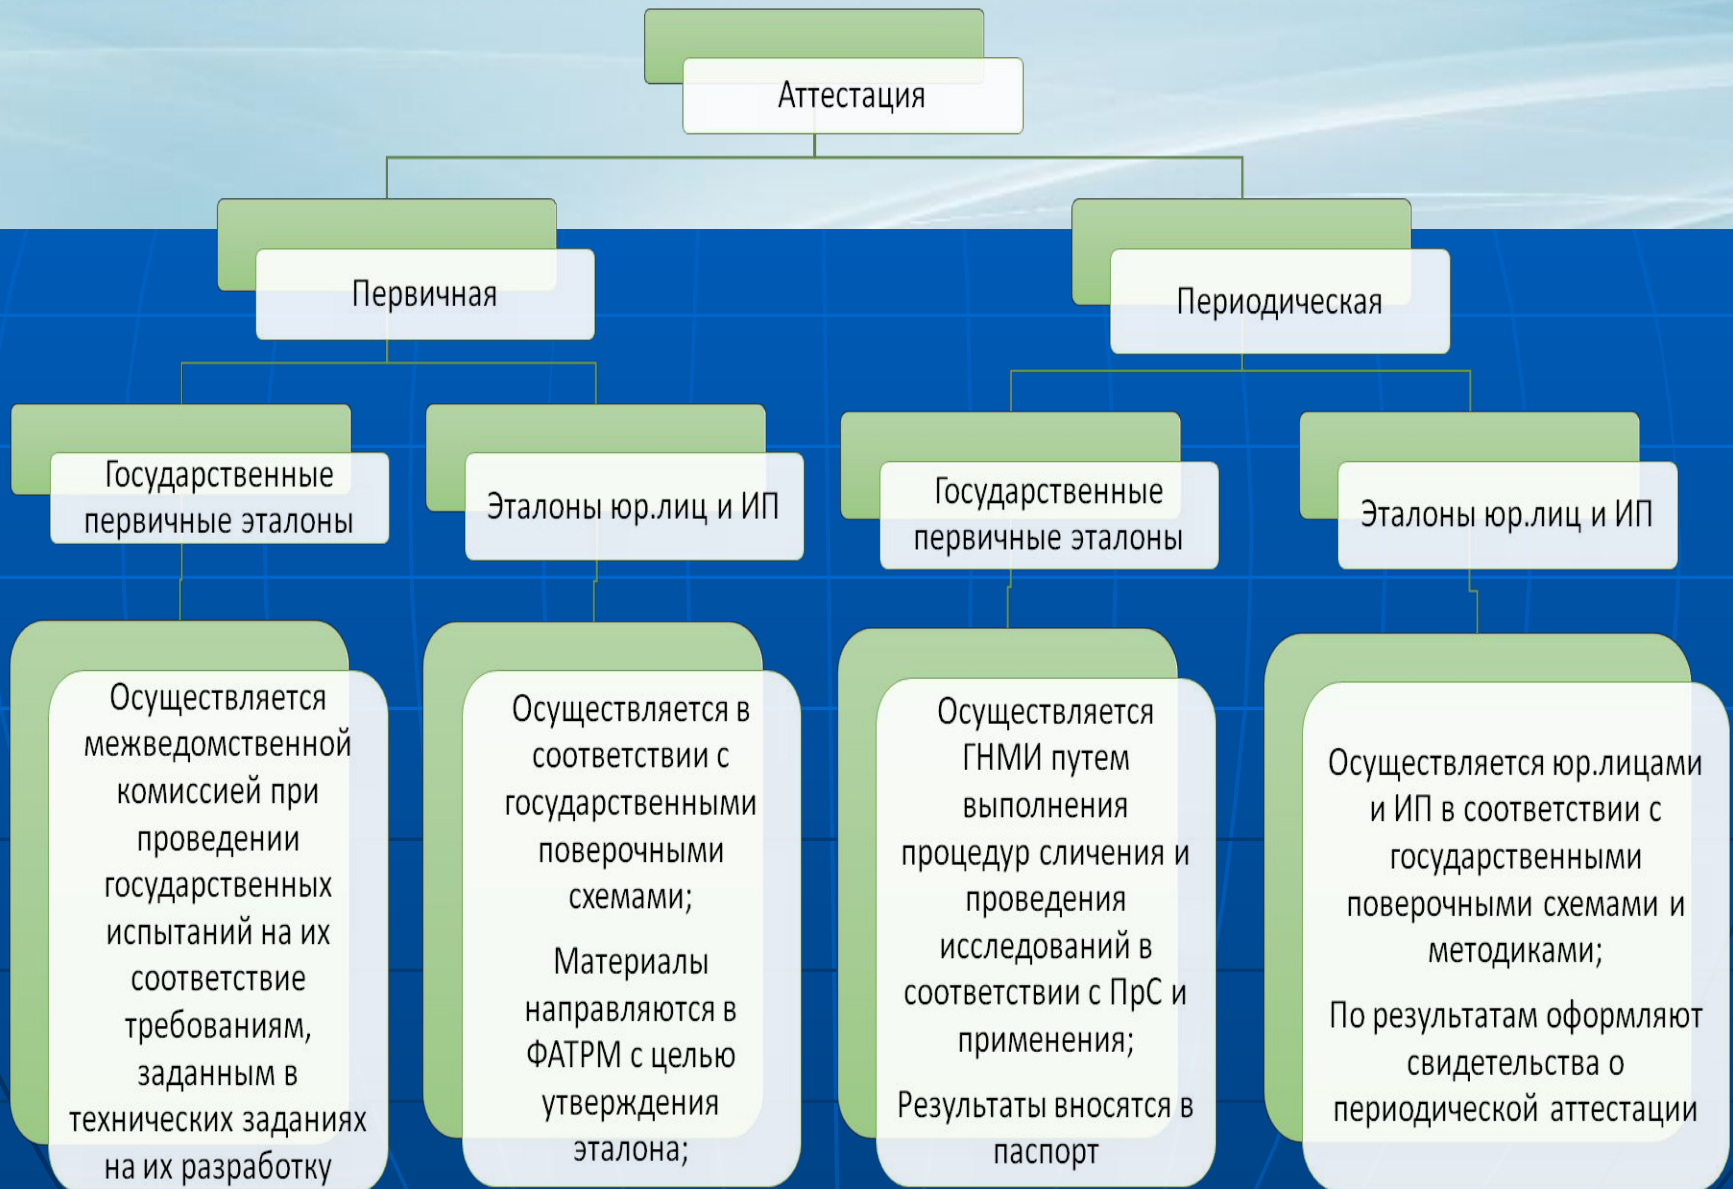 Аттестация
Первичная
Периодическая
Государственные
первичные эталоны
Эталоны юр.лиц и ИП
Государственные
первичные эталоны
Эталоны юр.лиц и ИП
Осуществляется
межведомственной
комиссией при
проведении
государственных
испытаний на их
соответствие
требованиям,
заданным в
технических заданиях
на их разработку
Осуществляется в
соответствии с
государственными
поверочными
схемами;
Материалы
направляются в
ФАТРМ с целью
утверждения
эталона;
Осуществляется
ГНМИ путем
выполнения
процедур сличения и
проведения
исследований в
соответствии с ПрС и
применения;
Результаты вносятся в
паспорт
Осуществляется юр.лицами
и ИП в соответствии с
государственными
поверочными схемами и
методиками;
По результатам оформляют
свидетельства о
периодической аттестации